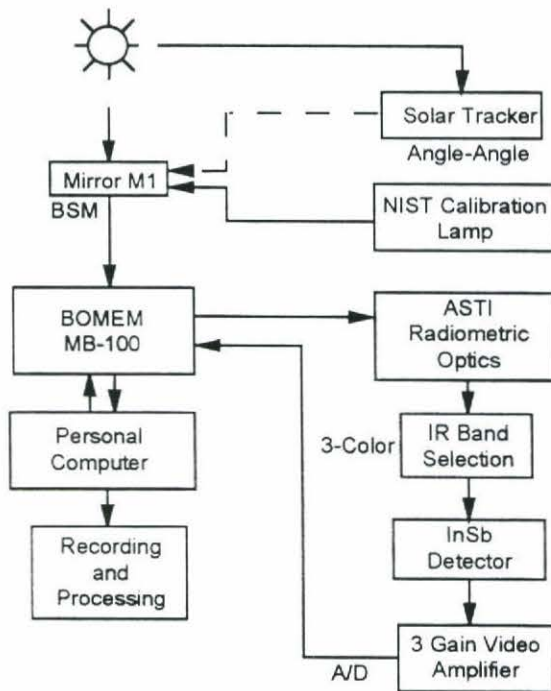 Solar Tracker
Angle-Angle
Mirror M1
BSM
NIST Calibration
Lamp
BOMEM
MB-100
ASTI
Radiometric
Optics
Personal
Computer
3-Color
IR Band
Selection
Recording
and
Processing
InSb
Detector
A/D
3 Gain Video
Amplifier